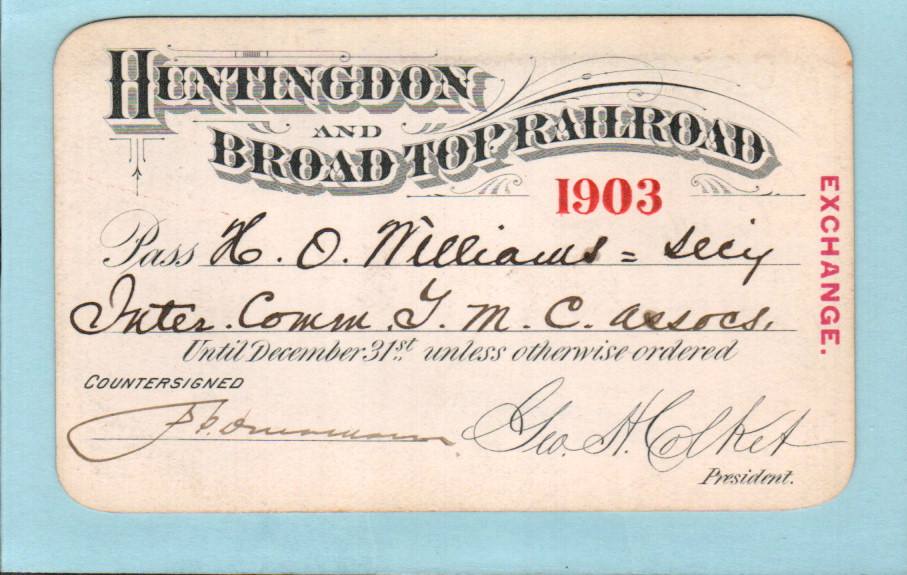 HUNTINGDON
AND
BROAD TOP RAILROAD
1903
EXCHANGE.
Pass H. O. Williams = Secy
Inter. Comm. Y. M. C. Assocs.
Until December 31st unless otherwise ordered
COUNTERSIGNED
Geo. H. Colket
President.